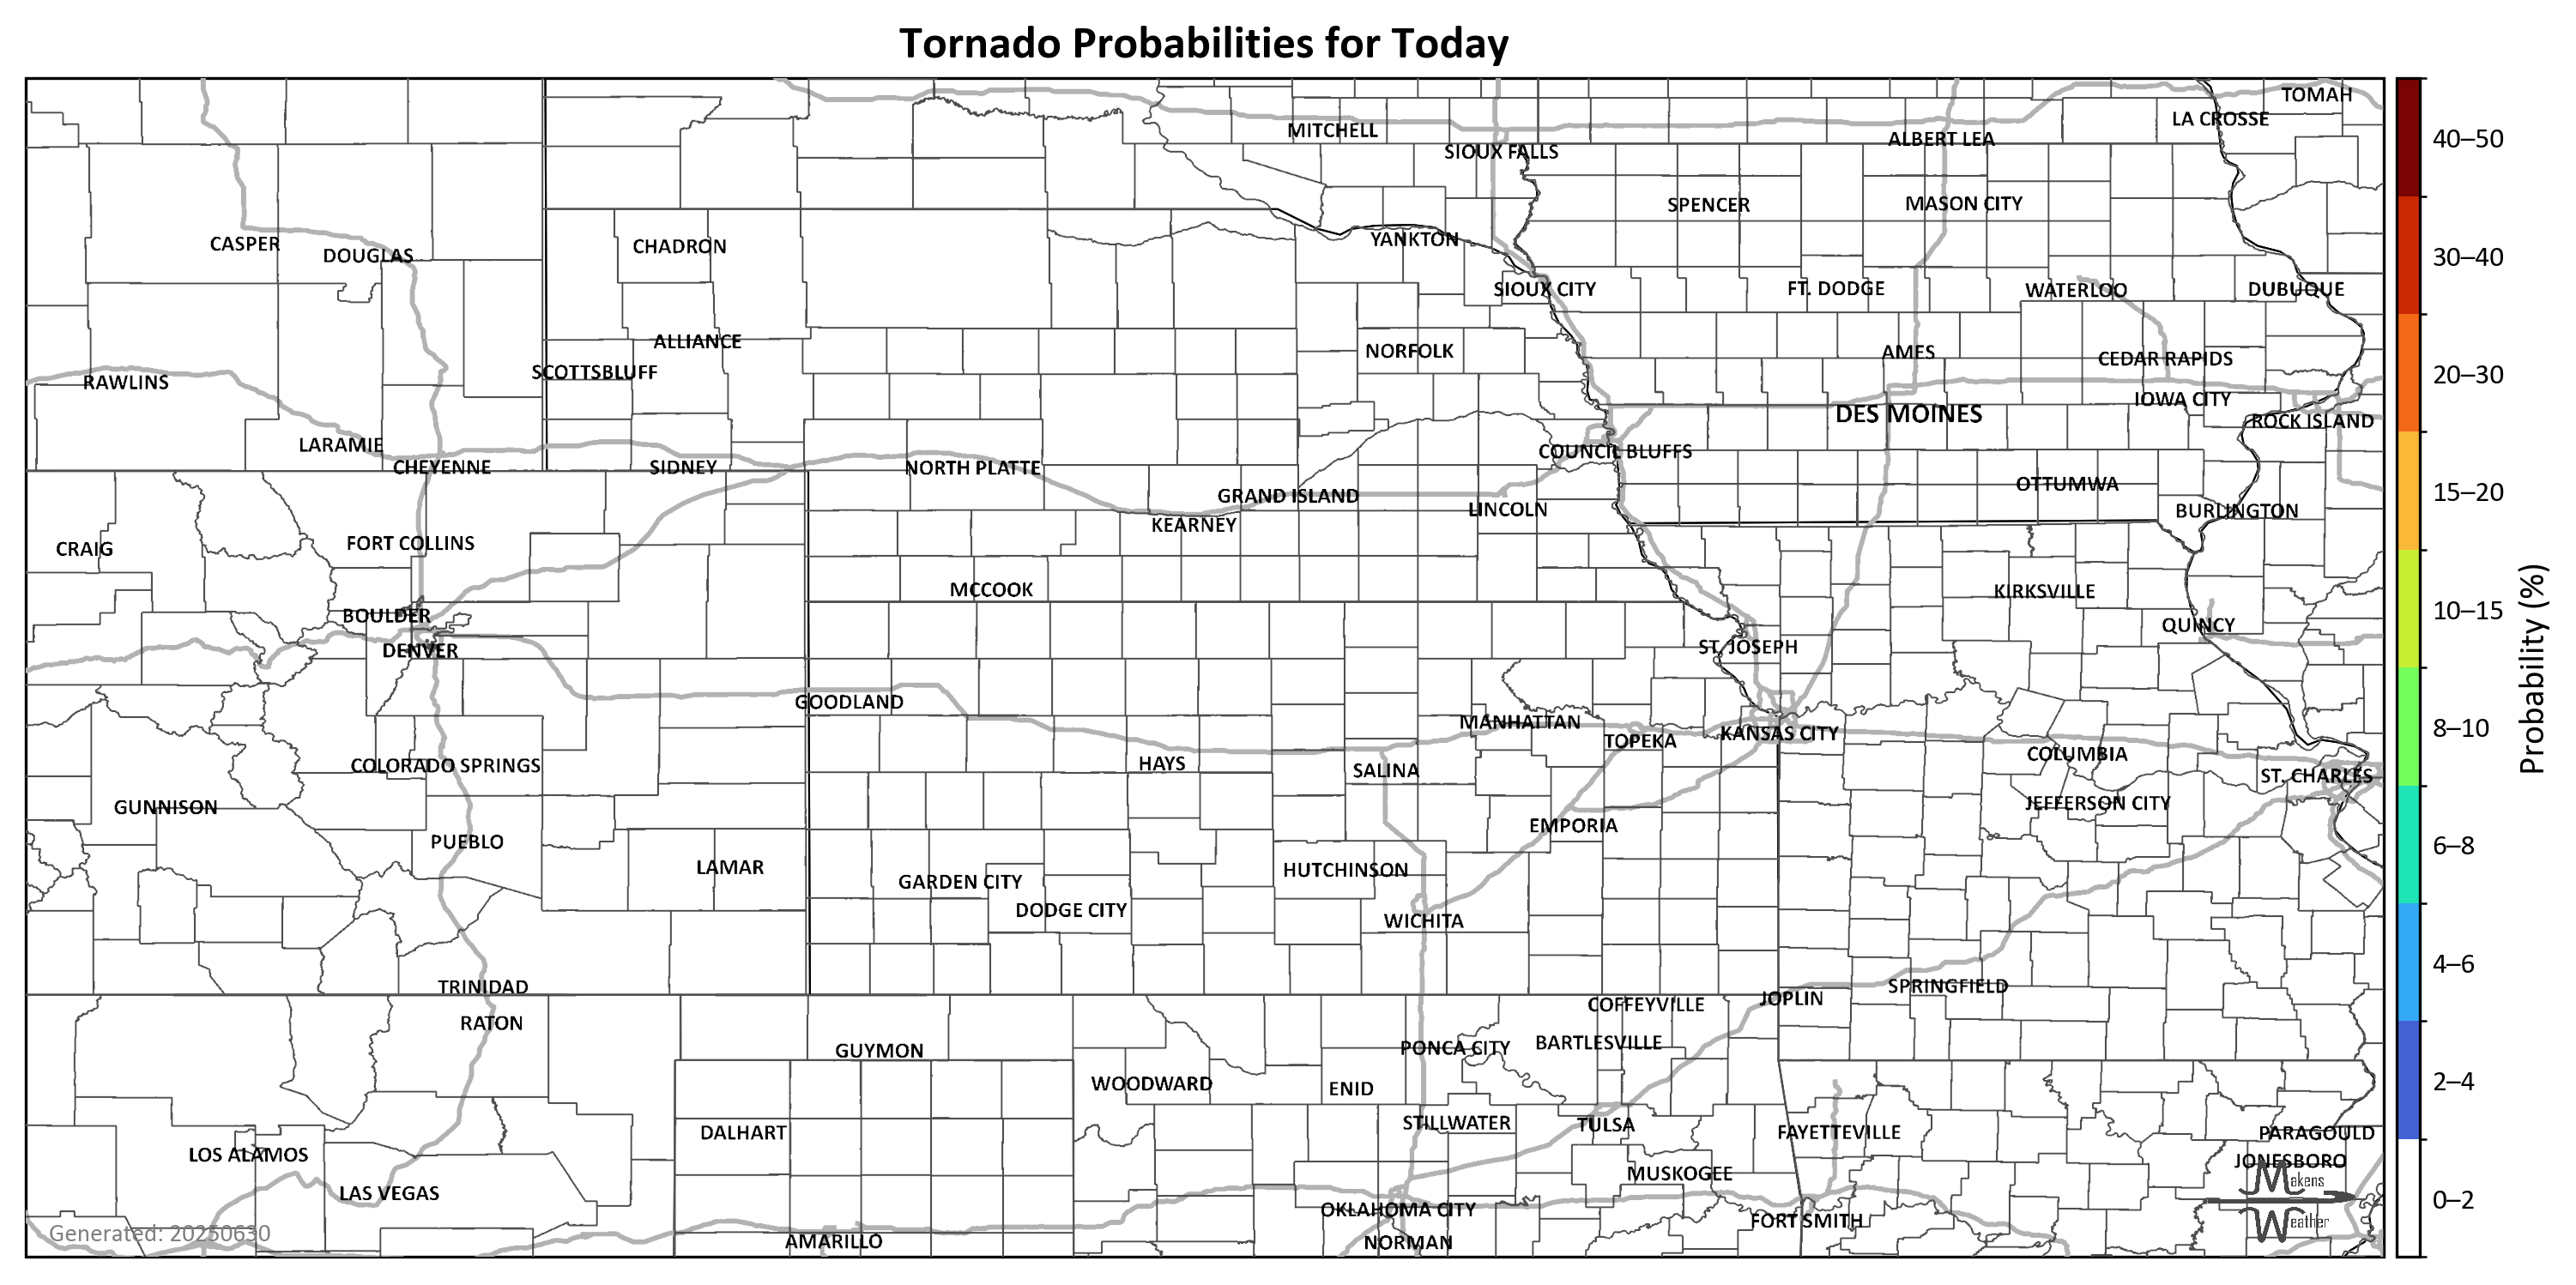 Tornado Probabilities for Today
TOMAH
LA CROSSE
MITCHELL
ALBERT LEA
SIOUX FALLS
SPENCER
MASON CITY
YANKTON
CASPER
CHADRON
DOUGLAS
SIOUX CITY
FT. DODGE
WATERLOO
DUBUQUE
ALLIANCE
NORFOLK
AMES
CEDAR RAPIDS
SCOTTSBLUFF
RAWLINS
IOWA CITY
DES MOINES
ROCK ISLAND
LARAMIE
COUNCIL BLUFFS
CHEYENNE
SIDNEY
NORTH PLATTE
OTTUMWA
GRAND ISLAND
LINCOLN
BURLINGTON
KEARNEY
CRAIG
FORT COLLINS
MCCOOK
KIRKSVILLE
BOULDER
QUINCY
DENVER
ST. JOSEPH
GOODLAND
MANHATTAN
TOPEKA
KANSAS CITY
COLUMBIA
COLORADO SPRINGS
HAYS
SALINA
ST. CHARLES
GUNNISON
JEFFERSON CITY
EMPORIA
PUEBLO
LAMAR
HUTCHINSON
GARDEN CITY
DODGE CITY
WICHITA
TRINIDAD
SPRINGFIELD
JOPLIN
COFFEYVILLE
RATON
GUYMON
PONCA CITY
BARTLESVILLE
WOODWARD
ENID
STILLWATER
TULSA
DALHART
FAYETTEVILLE
PARAGOULD
LOS ALAMOS
JONESBORO
MUSKOGEE
LAS VEGAS
OKLAHOMA CITY
FORT SMITH
AMARILLO
NORMAN
Generated: 20250630
Makens
Weather
40–50
30–40
20–30
15–20
10–15
8–10
6–8
4–6
2–4
0–2
Probability (%)